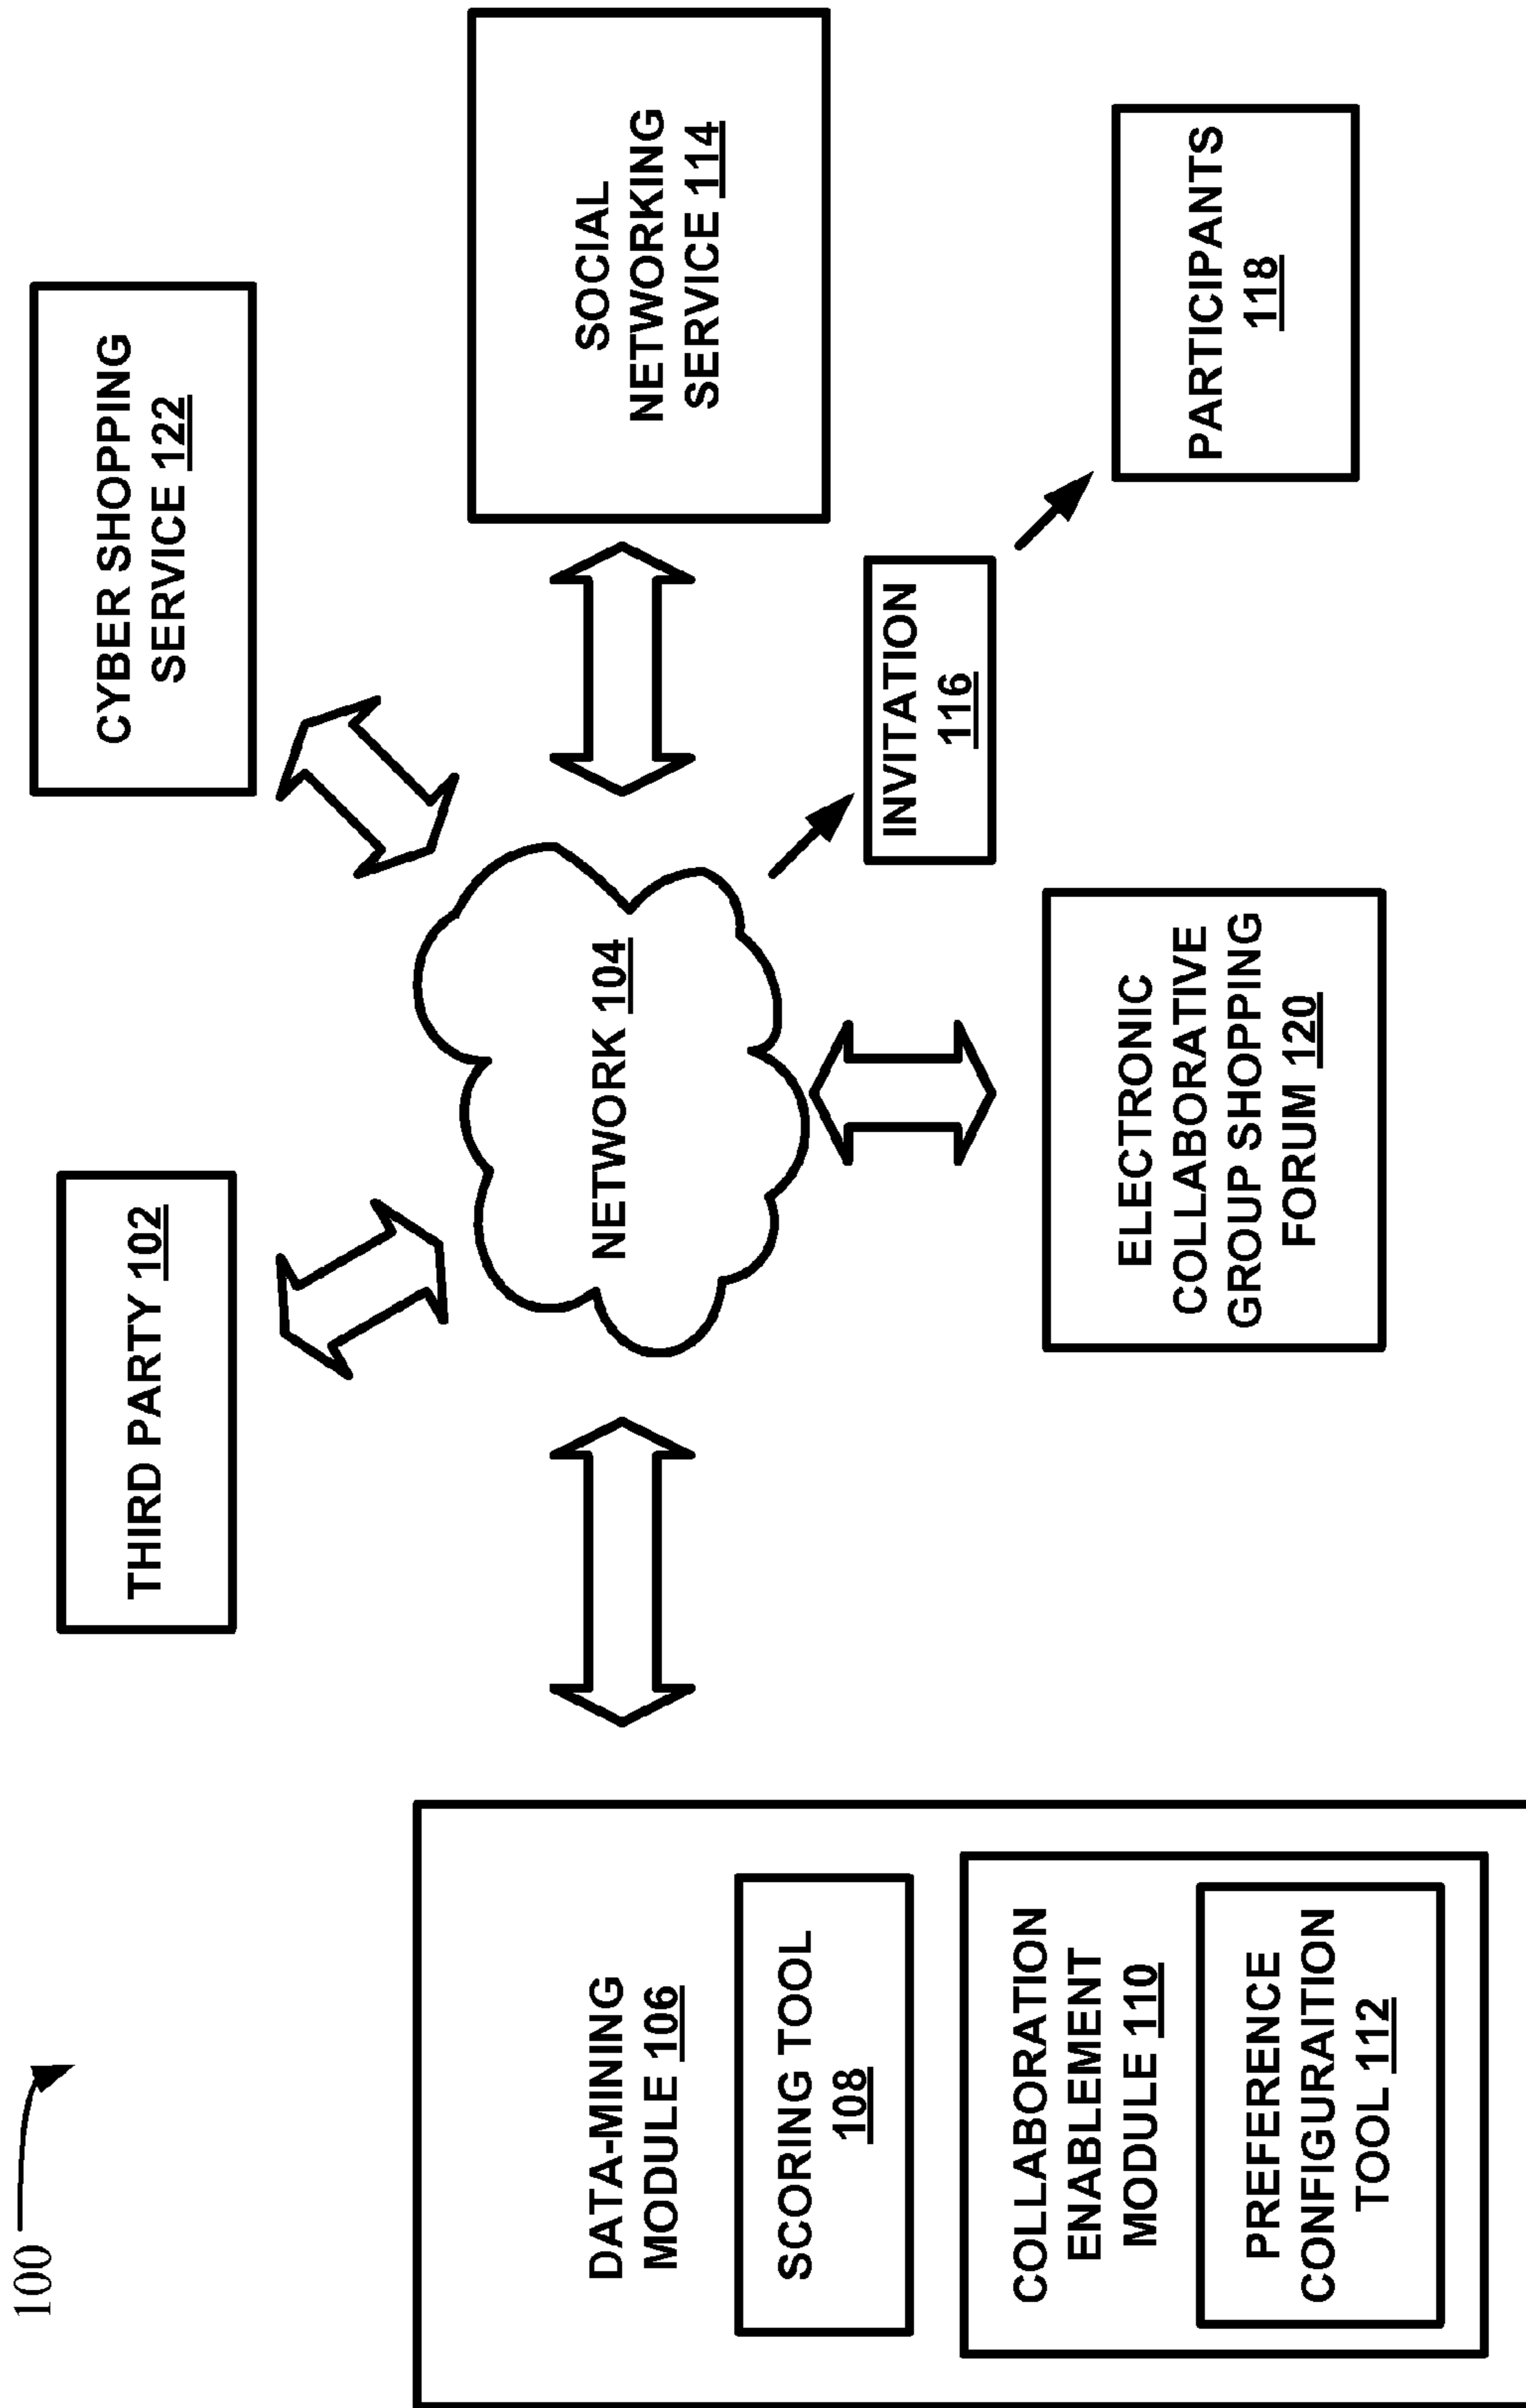 100
THIRD PARTY 102
CYBER SHOPPING
SERVICE 122
DATA-MINING
MODULE 106
SCORING TOOL
108
COLLABORATION
ENABLEMENT
MODULE 110
PREFERENCE
CONFIGURAITION
TOOL 112
NETWORK 104
SOCIAL
NETWORKING
SERVICE 114
INVITATION
116
PARTICIPANTS
118
ELECTRONIC
COLLABORATIVE
GROUP SHOPPING
FORUM 120